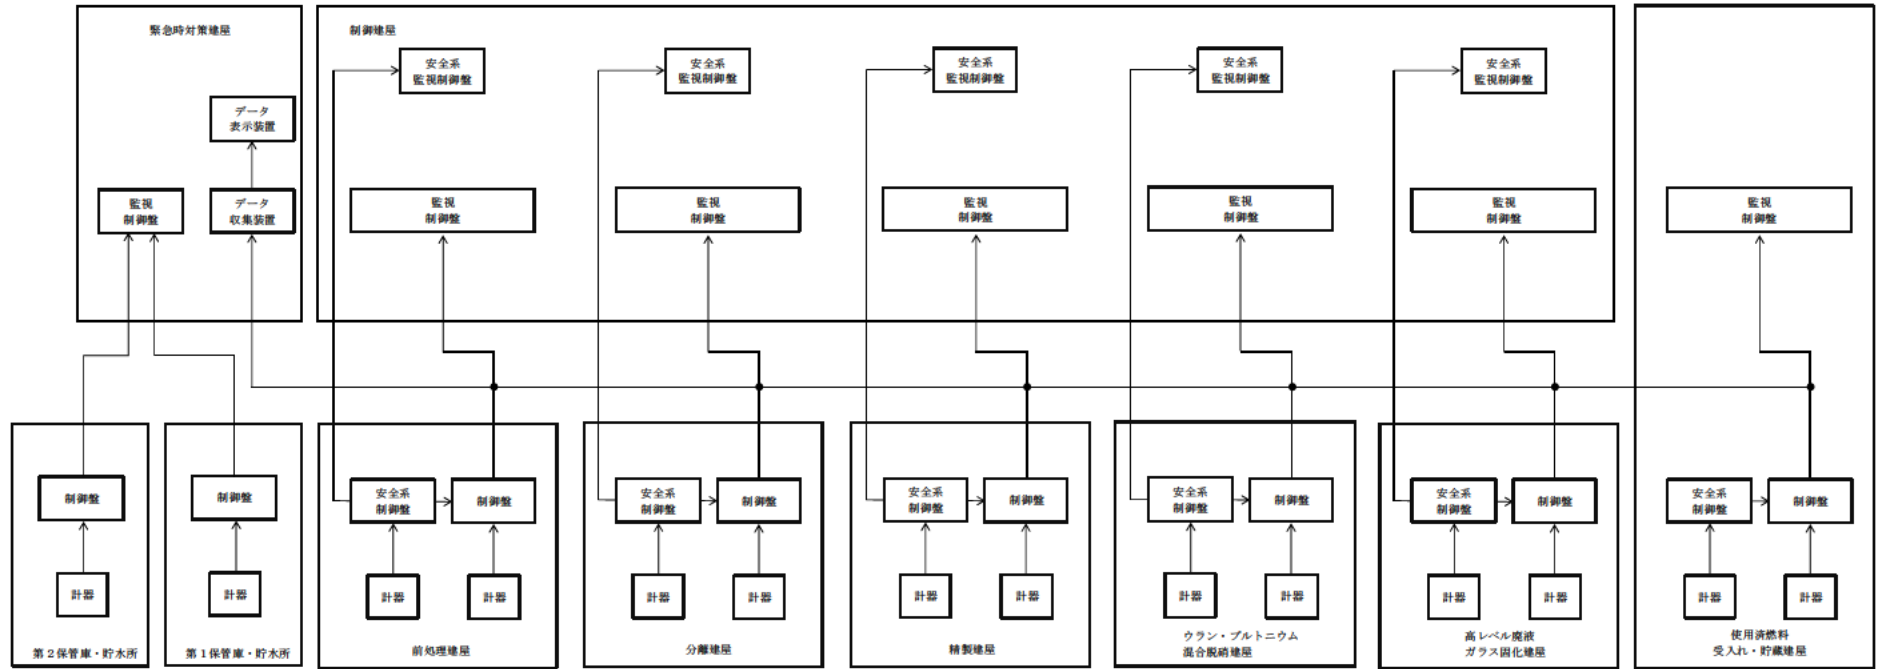 緊急時対策建屋
データ
表示装置
監視
制御盤
データ
収集装置
制御建屋
安全系
監視制御盤
安全系
監視制御盤
安全系
監視制御盤
安全系
監視制御盤
安全系
監視制御盤
監視
制御盤
監視
制御盤
監視
制御盤
監視
制御盤
監視
制御盤
監視
制御盤
制御盤
計器
第2保管庫・貯水所
制御盤
計器
第1保管庫・貯水所
安全系
制御盤
制御盤
計器
計器
前処理建屋
安全系
制御盤
制御盤
計器
計器
分離建屋
安全系
制御盤
制御盤
計器
計器
精製建屋
安全系
制御盤
制御盤
計器
計器
ウラン・プルトニウム
混合脱硝建屋
安全系
制御盤
制御盤
計器
計器
高レベル廃液
ガラス固化建屋
安全系
制御盤
制御盤
計器
計器
使用済燃料
受入れ・貯蔵建屋